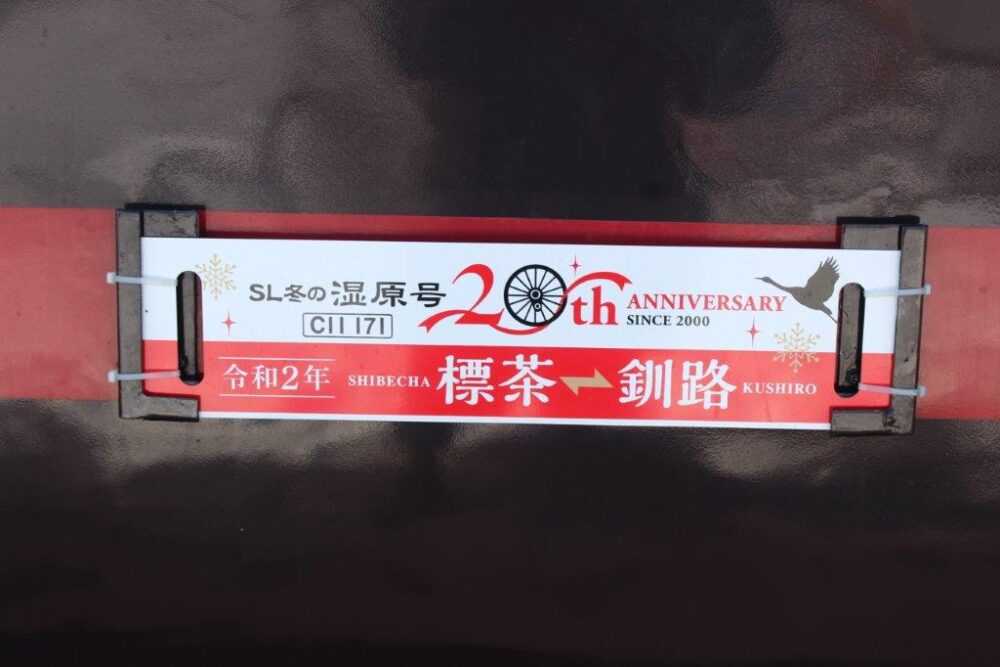 SL冬の湿原号 20th ANNIVERSARY
C11 171 SINCE 2000
令和2年 SHIBECHA 標茶 ⇌ 釧路 KUSHIRO